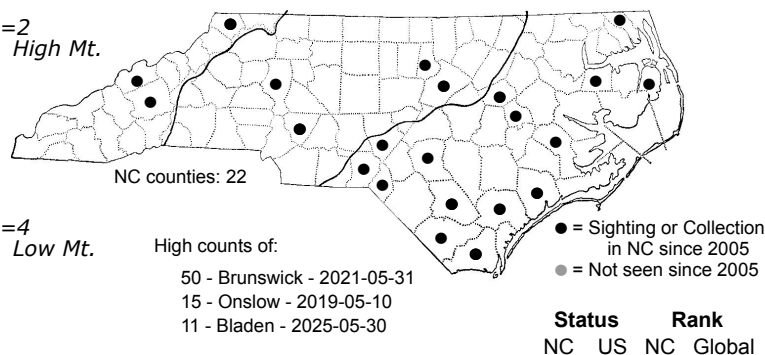 =2
High Mt.
NC counties: 22
=4
Low Mt.
High counts of:
50 - Brunswick - 2021-05-31
15 - Onslow - 2019-05-10
11 - Bladen - 2025-05-30
● = Sighting or Collection
in NC since 2005
● = Not seen since 2005
Status Rank
NC US NC Global